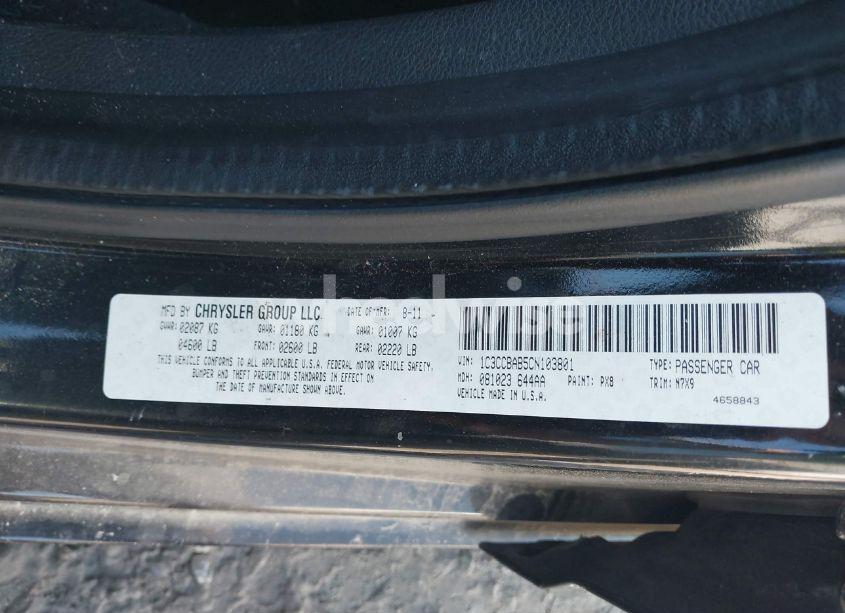 MFD BY CHRYSLER GROUP LLC DATE OF MFR: 8-11
GVWR: 02087 KG GAWR: 01180 KG GAWR: 01007 KG
04600 LB FRONT: 02600 LB REAR: 02220 LB
THIS VEHICLE CONFORMS TO ALL APPLICABLE U.S.A. FEDERAL MOTOR VEHICLE SAFETY,
BUMPER AND THEFT PREVENTION STANDARDS IN EFFECT ON
THE DATE OF MANUFACTURE SHOWN ABOVE.
VIN: 1C3CCBAB5CN103801 TYPE: PASSENGER CAR
MDH: 081023 644AA PAINT: PX8 TRIM: N7X9
VEHICLE MADE IN U.S.A. 4658843